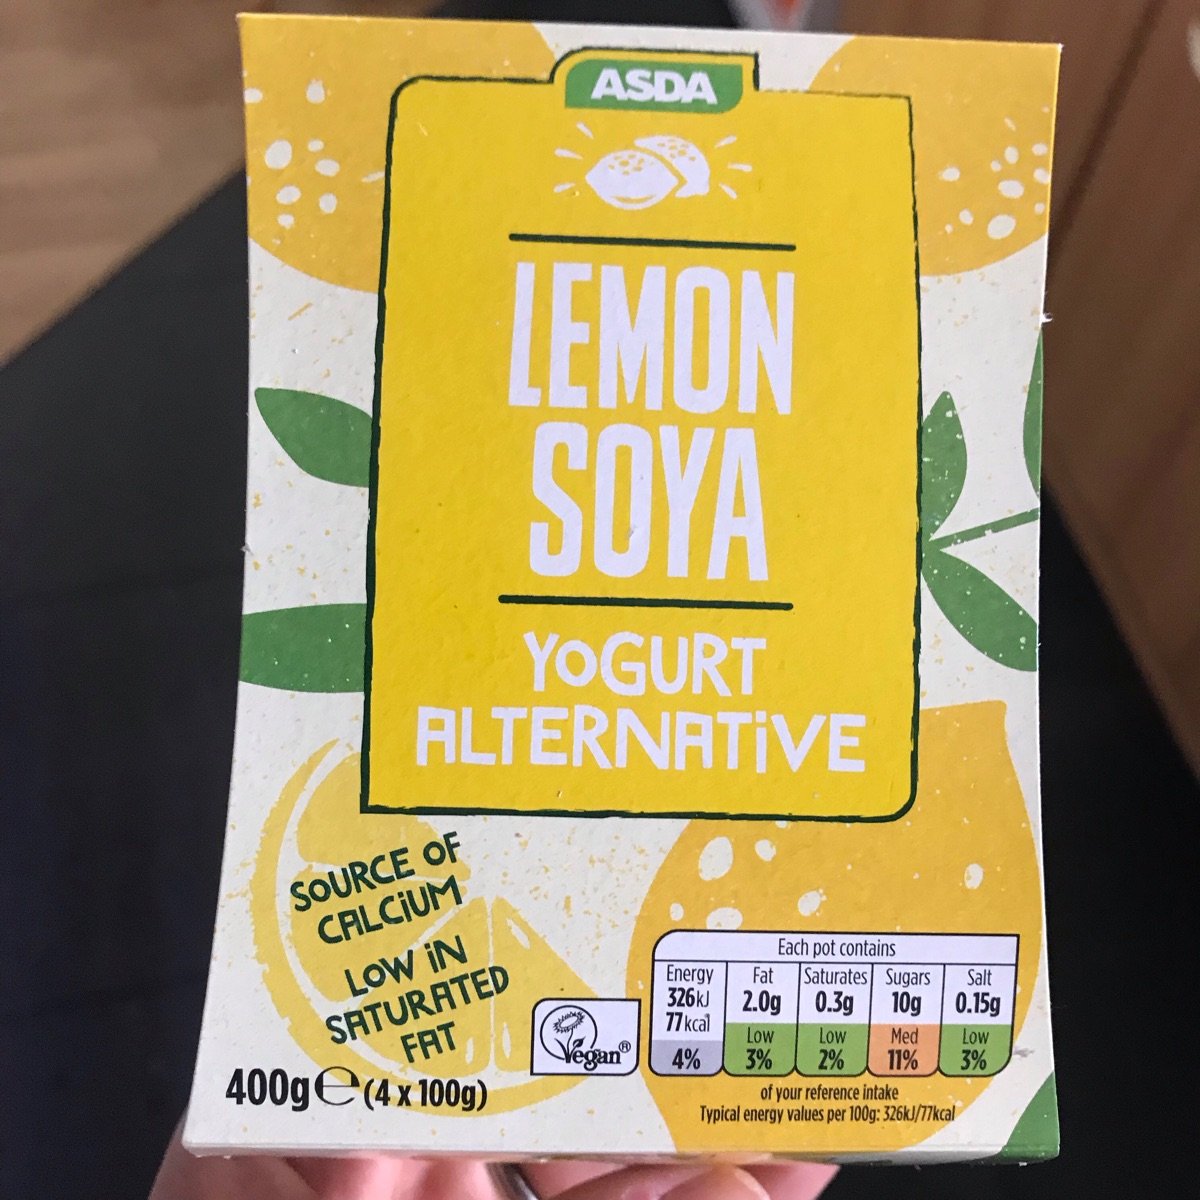 ASDA
LEMON
SOYA
YOGURT
ALTERNATIVE
SOURCE OF
CALCIUM
LOW IN
SATURATED
FAT
400g℮ (4 x 100g)
Vegan®
Each pot contains
Energy Fat Saturates Sugars Salt
326kJ 2.0g 0.3g 10g 0.15g
77kcal Low Low Med Low
4% 3% 2% 11% 3%
of your reference intake
Typical energy values per 100g: 326kJ/77kcal